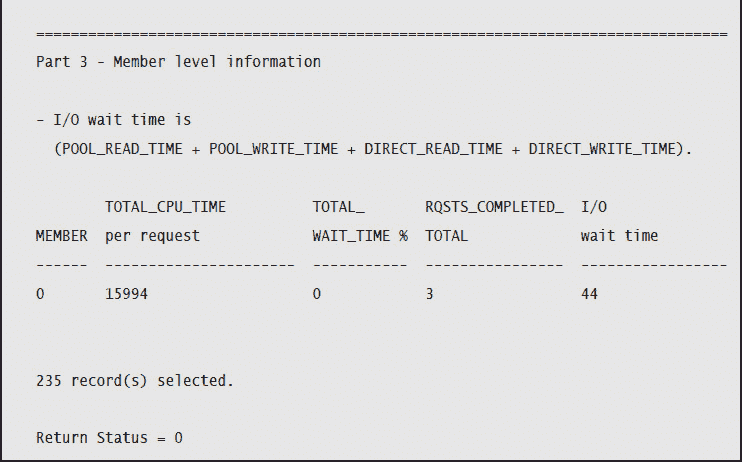 ================================================================================
Part 3 - Member level information
- I/O wait time is
  (POOL_READ_TIME + POOL_WRITE_TIME + DIRECT_READ_TIME + DIRECT_WRITE_TIME).
        TOTAL_CPU_TIME          TOTAL_       RQSTS_COMPLETED_  I/O
MEMBER  per request             WAIT_TIME %  TOTAL             wait time
------  ----------------------  -----------  ----------------  -----------------
0       15994                   0            3                 44
235 record(s) selected.
Return Status = 0